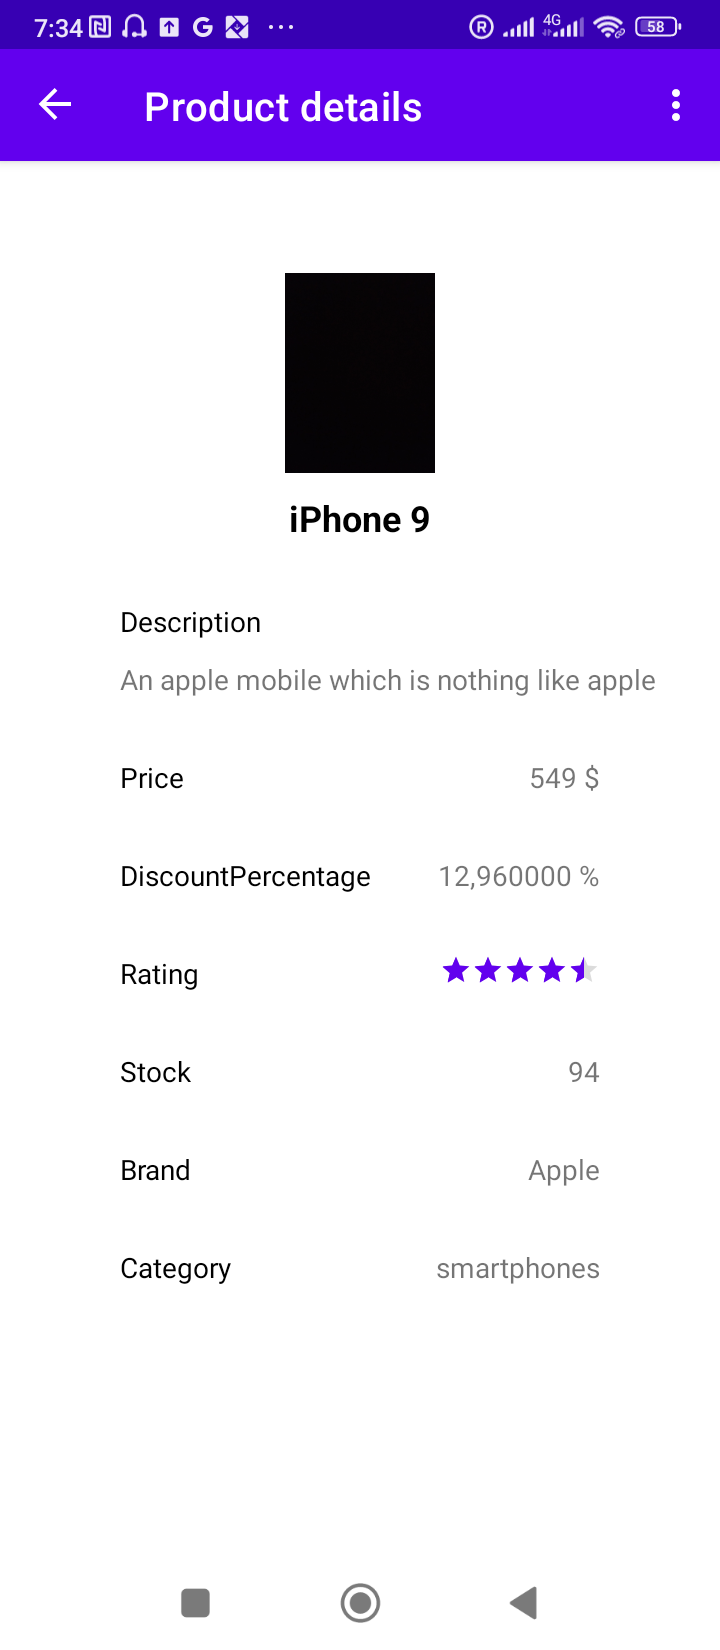 7:34 G ... R 4G 58
Product details
iPhone 9
Description
An apple mobile which is nothing like apple
Price 549 $
DiscountPercentage 12,960000 %
Rating
Stock 94
Brand Apple
Category smartphones